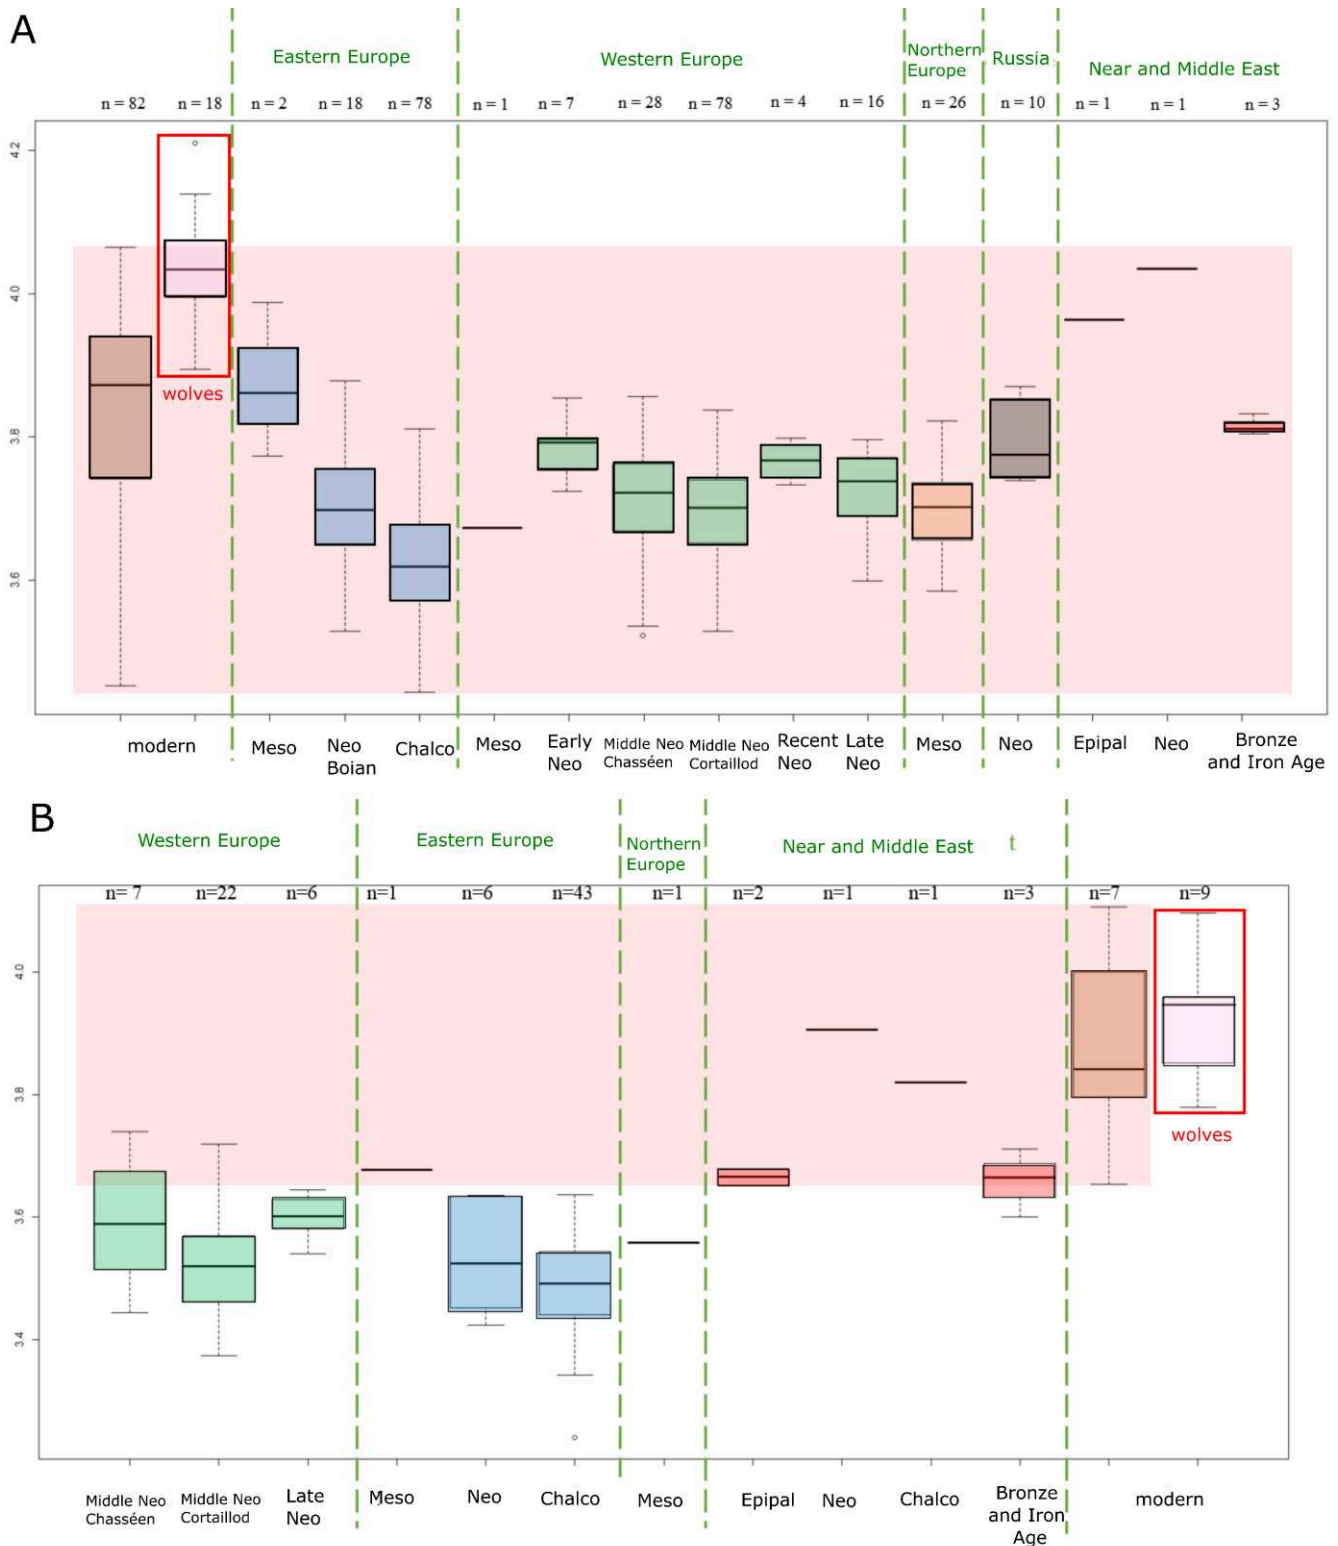 A
Eastern Europe
Western Europe
Northern
Europe
Russia
Near and Middle East
n = 82 n = 18 n = 2 n = 18 n = 78 n = 1 n = 7 n = 28 n = 78 n = 4 n = 16 n = 26 n = 10 n = 1 n = 1 n = 3
4.2
4.0
3.8
3.6
wolves
modern
Meso
Neo
Boian
Chalco
Meso
Early
Neo
Middle Neo
Chasséen
Middle Neo
Cortaillod
Recent
Neo
Late
Neo
Meso
Neo
Epipal
Neo
Bronze
and Iron Age
B
Western Europe
Eastern Europe
Northern
Europe
Near and Middle East t
n= 7 n=22 n=6 n=1 n=6 n=43 n=1 n=2 n=1 n=1 n=3 n=7 n=9
4.0
3.8
3.6
3.4
wolves
Middle Neo
Chasséen
Middle Neo
Cortaillod
Late
Neo
Meso
Neo
Chalco
Meso
Epipal
Neo
Chalco
Bronze
and Iron
Age
modern